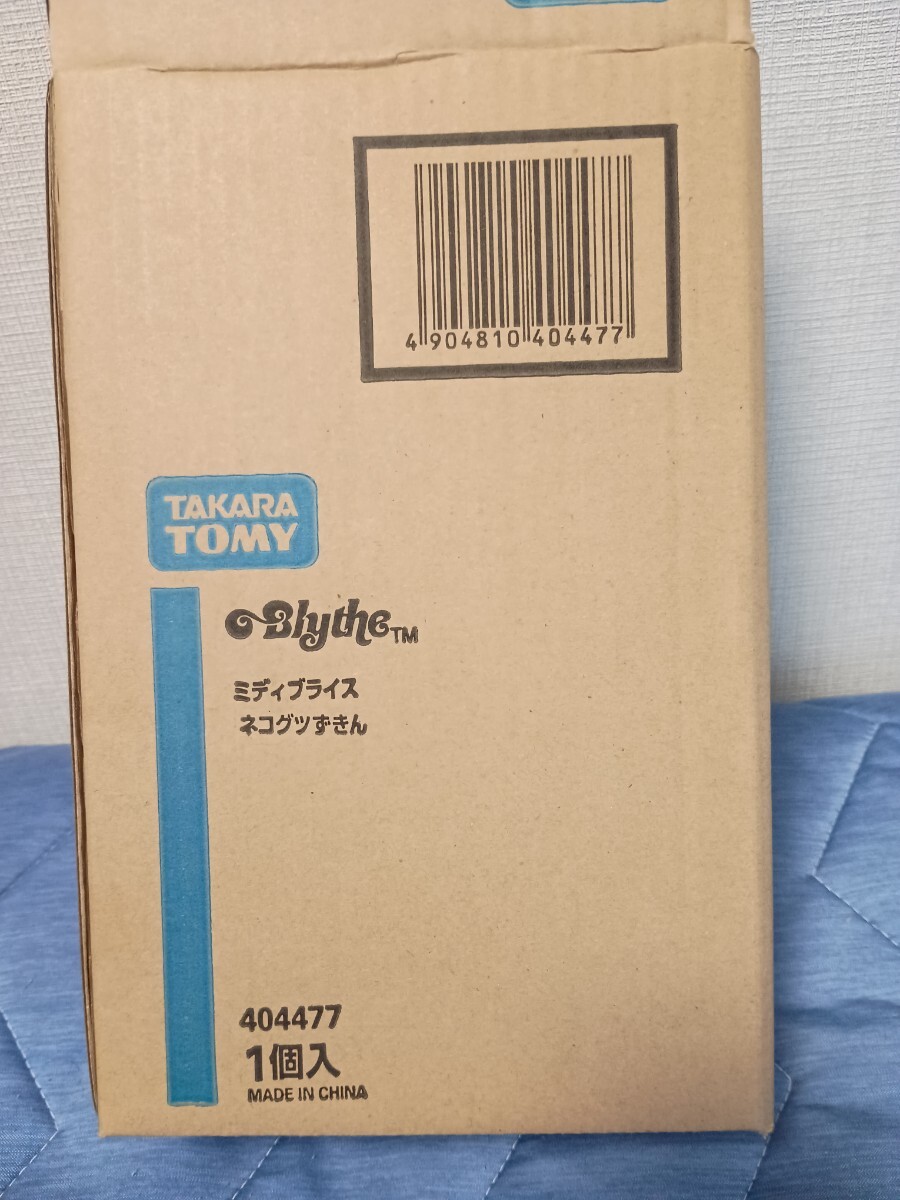 4 904810 404477
TAKARA
TOMY
Blythe TM
ミディブライス
ネコグツずきん
404477
1個入
MADE IN CHINA